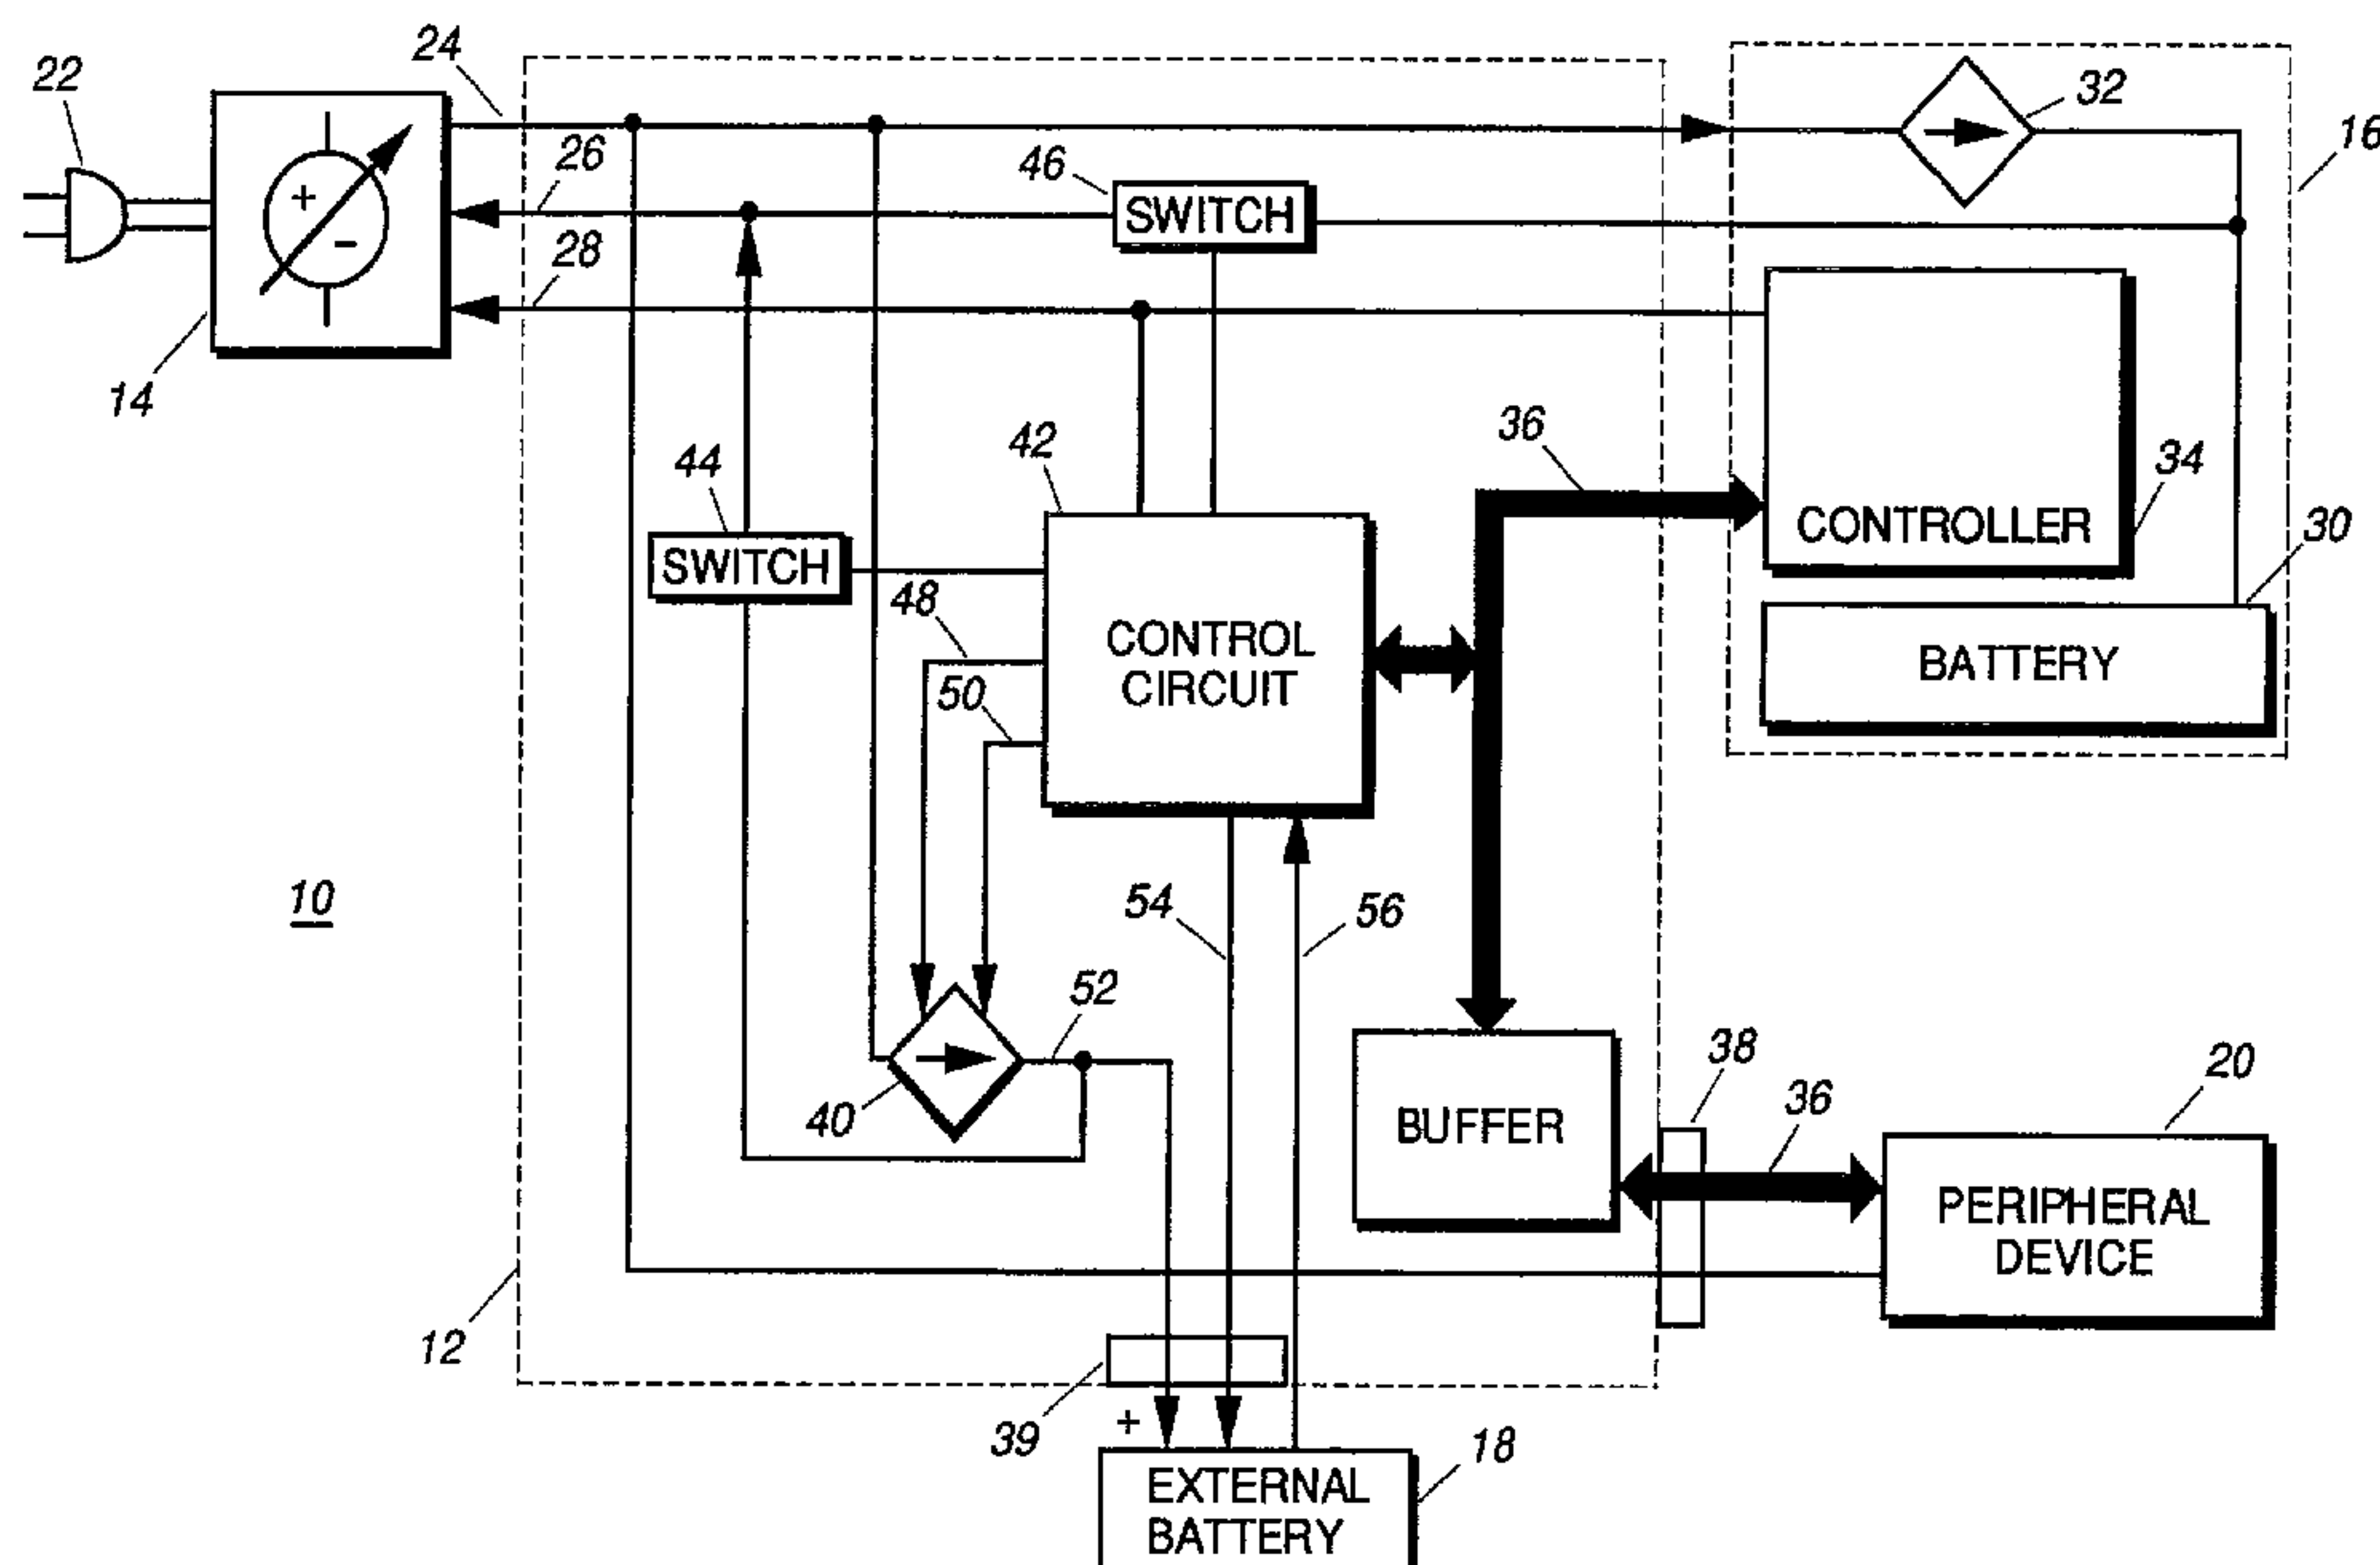 24
22
32
16
26
46
+
SWITCH
-
28
14
36
42
44
34
CONTROLLER
30
SWITCH
48
CONTROL
CIRCUIT
BATTERY
50
10
54
56
52
38
20
36
40
BUFFER
PERIPHERAL
DEVICE
12
39
+
18
EXTERNAL
BATTERY